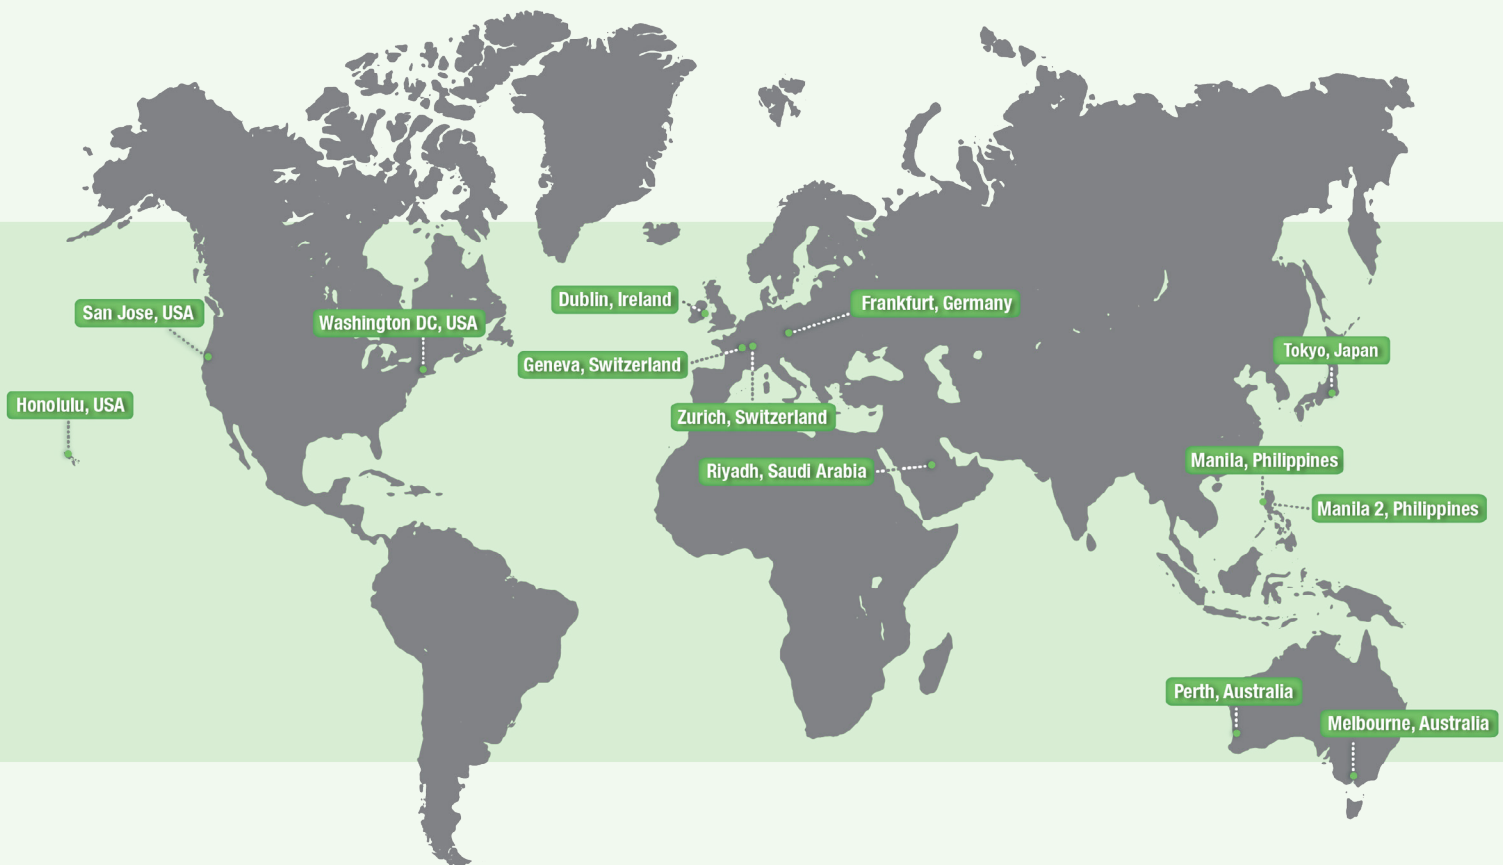 Dublin, Ireland
Frankfurt, Germany
San Jose, USA
Washington DC, USA
Tokyo, Japan
Geneva, Switzerland
Honolulu, USA
Zurich, Switzerland
Manila, Philippines
Riyadh, Saudi Arabia
Manila 2, Philippines
Perth, Australia
Melbourne, Australia